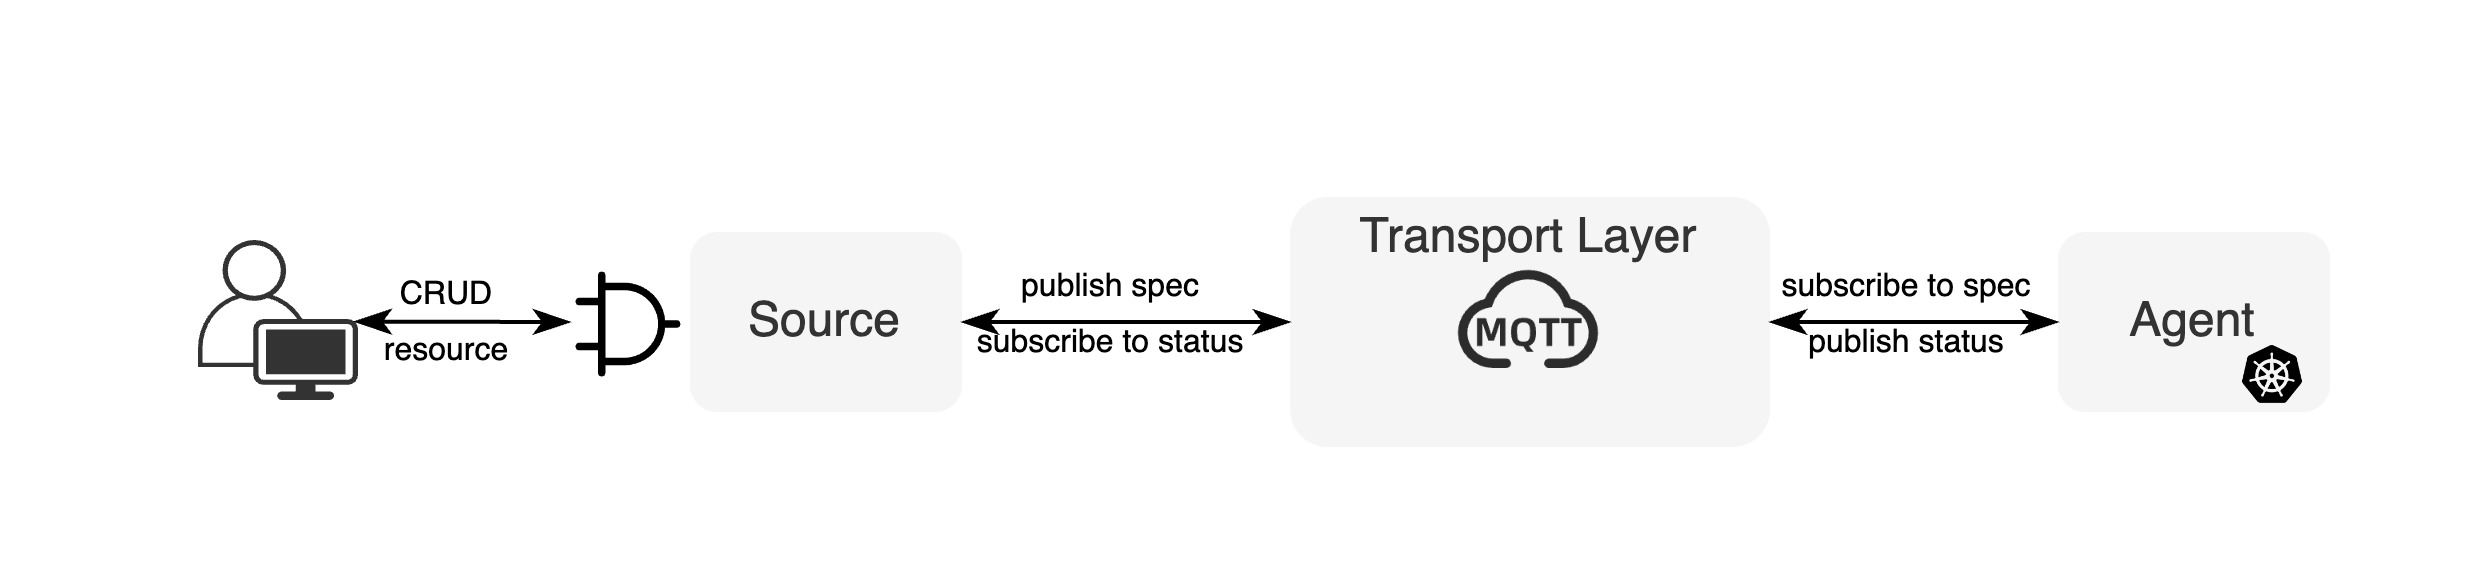 CRUD
resource
Source
publish spec
subscribe to status
Transport Layer
MQTT
subscribe to spec
publish status
Agent